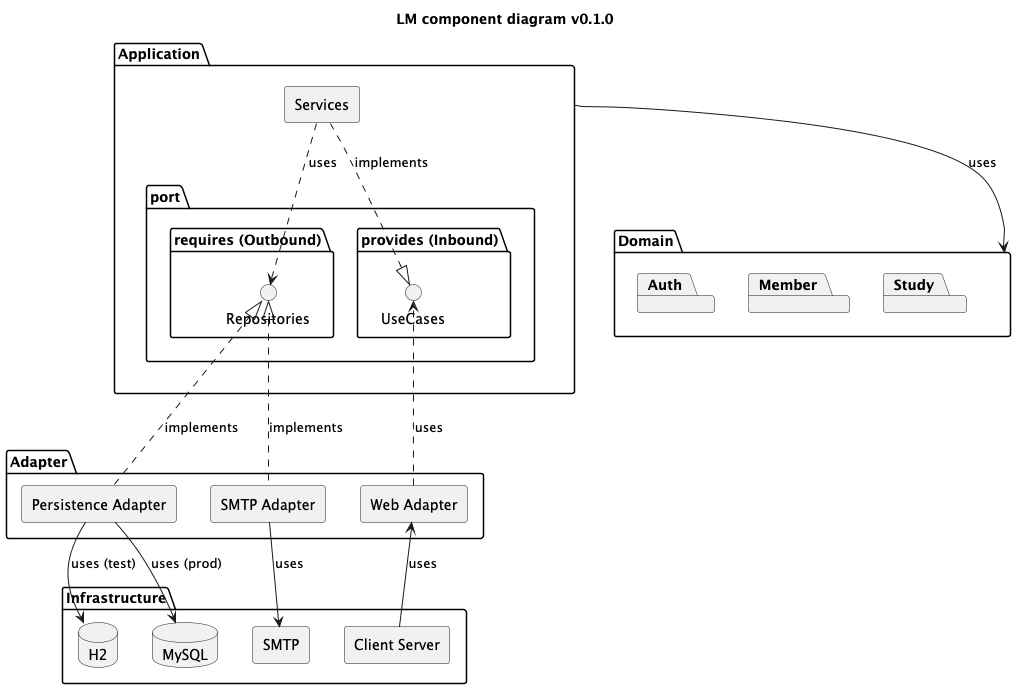 LM component diagram v0.1.0
Application
Services
uses
implements
uses
port
requires (Outbound)
provides (Inbound)
Repositories
UseCases
Domain
Auth
Member
Study
implements
implements
uses
Adapter
Persistence Adapter
SMTP Adapter
Web Adapter
uses (test)
uses (prod)
uses
uses
Infrastructure
H2
MySQL
SMTP
Client Server